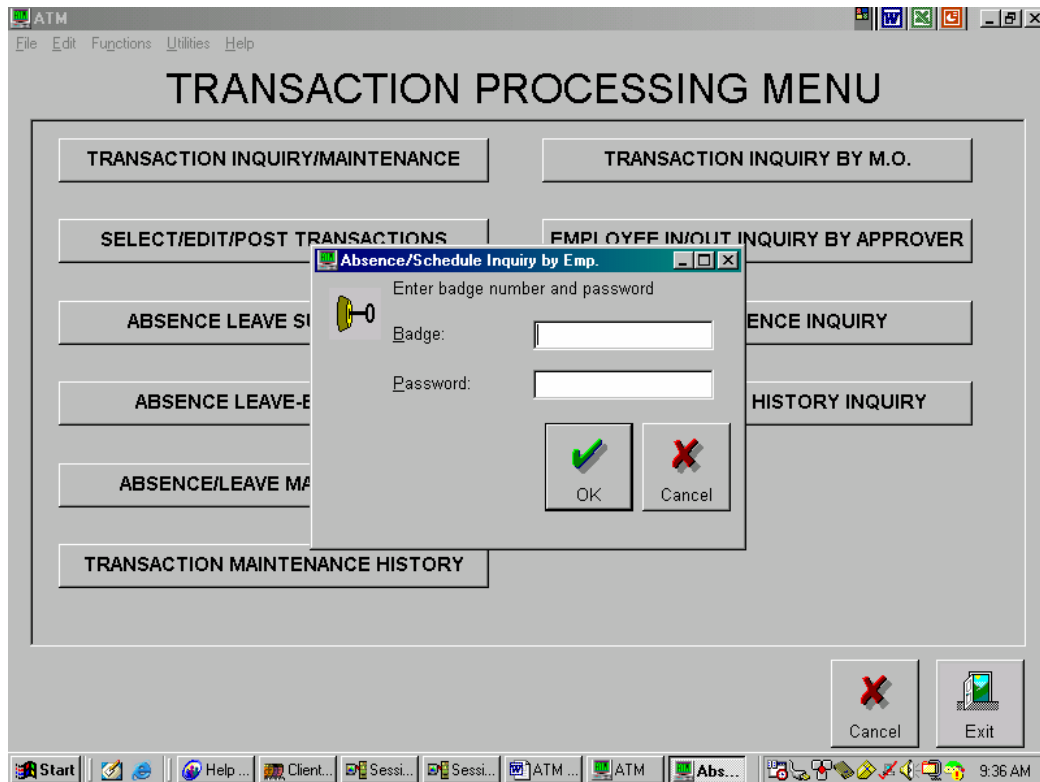 ATM
File Edit Functions Utilities Help
TRANSACTION PROCESSING MENU
TRANSACTION INQUIRY/MAINTENANCE
TRANSACTION INQUIRY BY M.O.
SELECT/EDIT/POST TRANSACTIONS
EMPLOYEE IN/OUT INQUIRY BY APPROVER
ABSENCE LEAVE SU
ENCE INQUIRY
ABSENCE LEAVE-E
HISTORY INQUIRY
ABSENCE/LEAVE MA
TRANSACTION MAINTENANCE HISTORY
Absence/Schedule Inquiry by Emp.
Enter badge number and password
Badge:
Password:
OK Cancel
Cancel Exit
Start Help ... Client... Sessi... Sessi... ATM ... ATM Abs... 9:36 AM